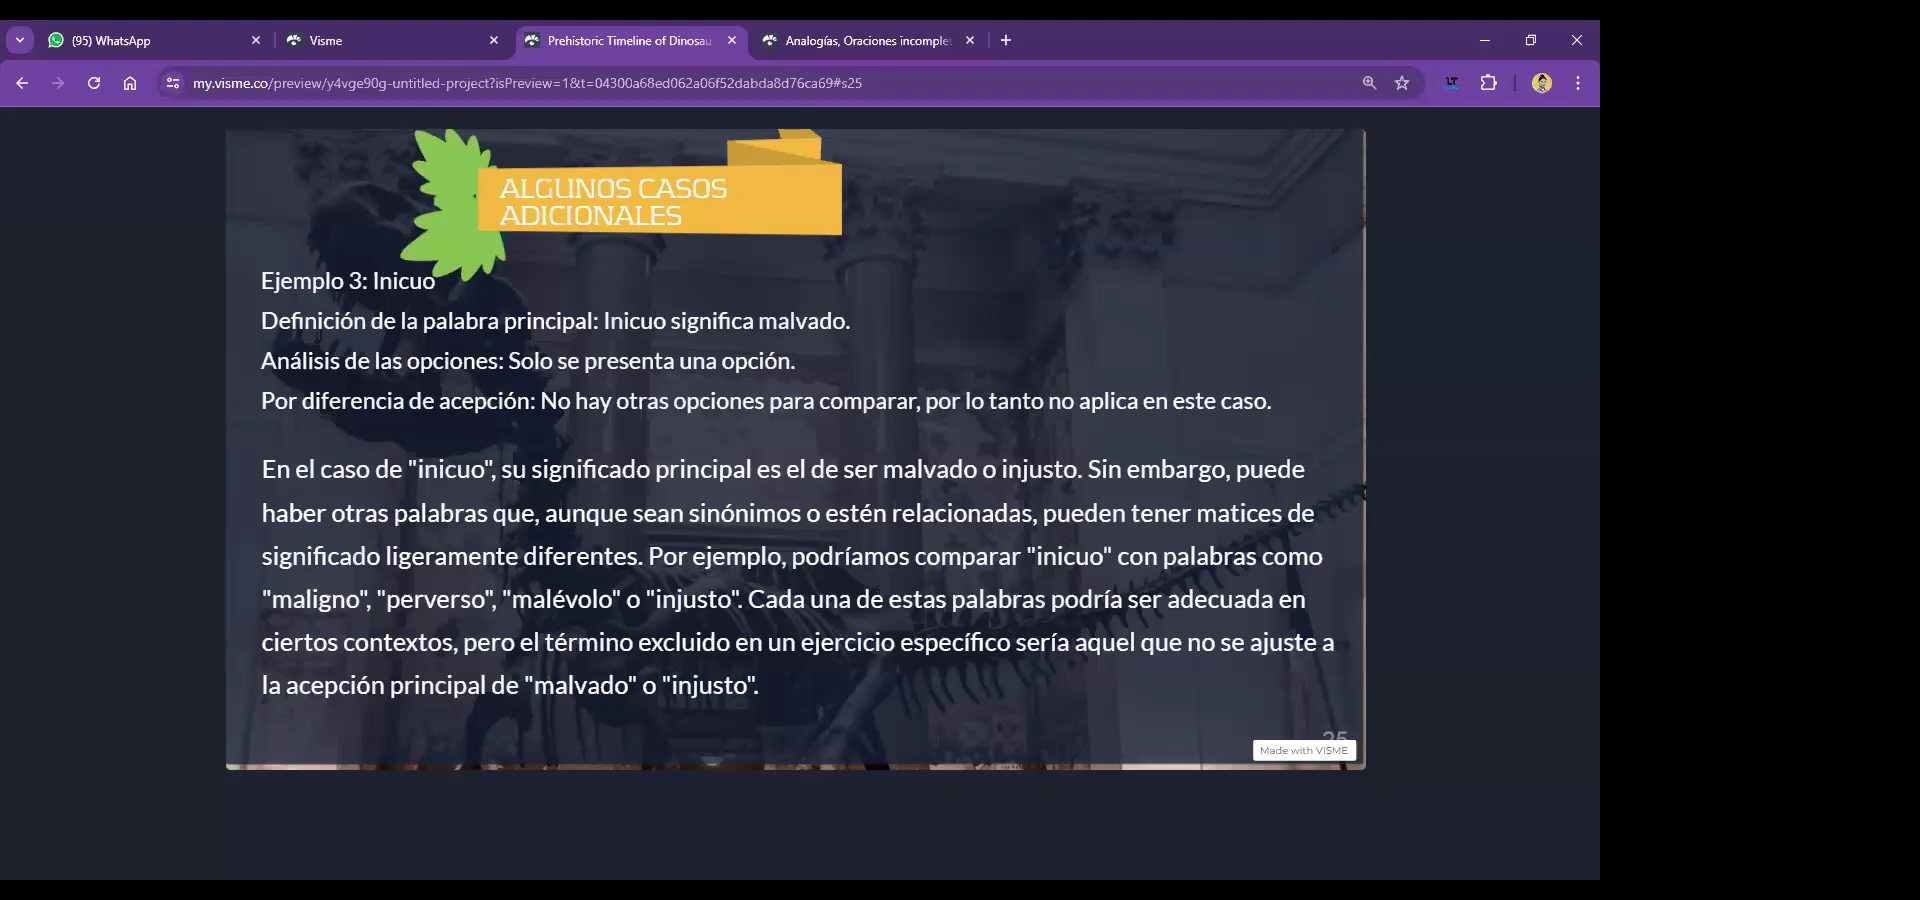 (95) WhatsApp
Visme
Prehistoric Timeline of Dinosau
Analogías, Oraciones incomplet
my.visme.co/preview/y4vge90g-untitled-project?isPreview=1&t=04300a68ed062a06f52dabda8d76ca69#s25
ALGUNOS CASOS
ADICIONALES
Ejemplo 3: Inicuo
Definición de la palabra principal: Inicuo significa malvado.
Análisis de las opciones: Solo se presenta una opción.
Por diferencia de acepción: No hay otras opciones para comparar, por lo tanto no aplica en este caso.
En el caso de "inicuo", su significado principal es el de ser malvado o injusto. Sin embargo, puede
haber otras palabras que, aunque sean sinónimos o estén relacionadas, pueden tener matices de
significado ligeramente diferentes. Por ejemplo, podríamos comparar "inicuo" con palabras como
"maligno", "perverso", "malévolo" o "injusto". Cada una de estas palabras podría ser adecuada en
ciertos contextos, pero el término excluido en un ejercicio específico sería aquel que no se ajuste a
la acepción principal de "malvado" o "injusto".
25
Made with VISME